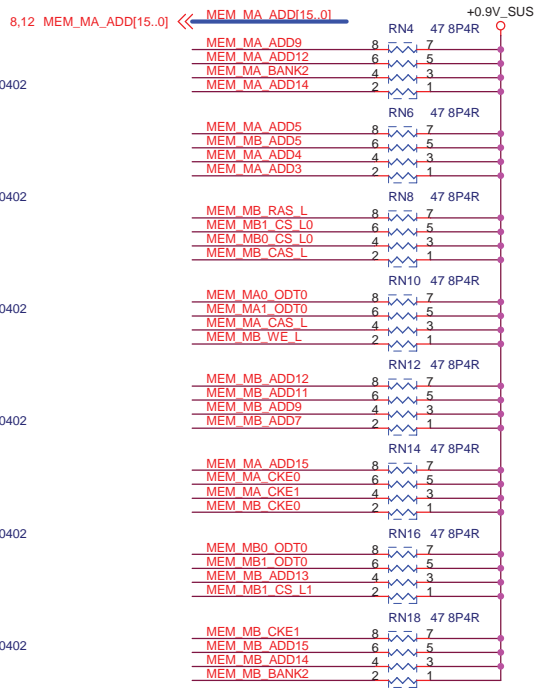 MEM_MA_ADD[15..0]
+0.9V_SUS
8,12 MEM_MA_ADD[15..0]
RN4 47 8P4R
MEM_MA_ADD9 8 7
MEM_MA_ADD12 6 5
MEM_MA_BANK2 4 3
MEM_MA_ADD14 2 1
0402
RN6 47 8P4R
MEM_MA_ADD5 8 7
MEM_MB_ADD5 6 5
MEM_MA_ADD4 4 3
MEM_MA_ADD3 2 1
0402
RN8 47 8P4R
MEM_MB_RAS_L 8 7
MEM_MB1_CS_L0 6 5
MEM_MB0_CS_L0 4 3
MEM_MB_CAS_L 2 1
RN10 47 8P4R
MEM_MA0_ODT0 8 7
0402
MEM_MA1_ODT0 6 5
MEM_MA_CAS_L 4 3
MEM_MB_WE_L 2 1
RN12 47 8P4R
MEM_MB_ADD12 8 7
MEM_MB_ADD11 6 5
MEM_MB_ADD9 4 3
MEM_MB_ADD7 2 1
0402
RN14 47 8P4R
MEM_MA_ADD15 8 7
MEM_MA_CKE0 6 5
MEM_MA_CKE1 4 3
MEM_MB_CKE0 2 1
0402
RN16 47 8P4R
MEM_MB0_ODT0 8 7
MEM_MB1_ODT0 6 5
MEM_MB_ADD13 4 3
MEM_MB1_CS_L1 2 1
RN18 47 8P4R
MEM_MB_CKE1 8 7
0402
MEM_MB_ADD15 6 5
MEM_MB_ADD14 4 3
MEM_MB_BANK2 2 1